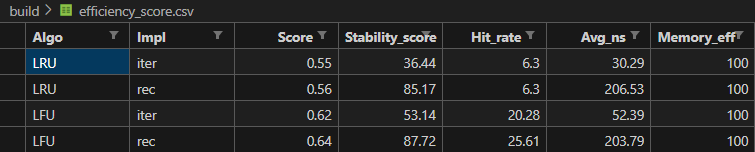 build > efficiency_score.csv
Algo Impl Score Stability_score Hit_rate Avg_ns Memory_eff
LRU iter 0.55 36.44 6.3 30.29 100
LRU rec 0.56 85.17 6.3 206.53 100
LFU iter 0.62 53.14 20.28 52.39 100
LFU rec 0.64 87.72 25.61 203.79 100